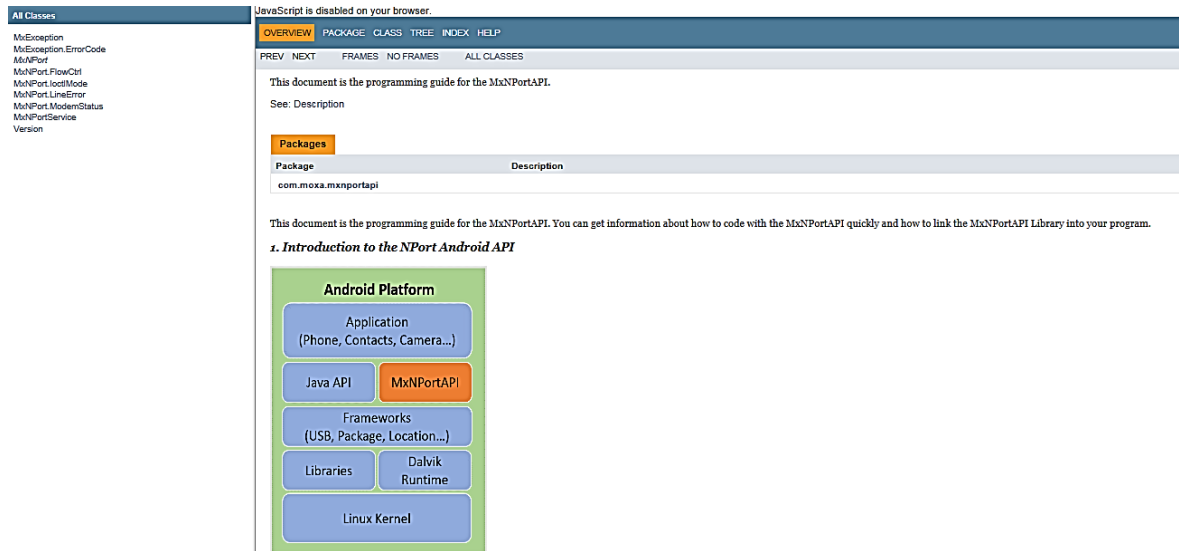 All Classes
MxException
MxException.ErrorCode
MxNPort
MxNPort.FlowCtrl
MxNPort.IoctlMode
MxNPort.LineError
MxNPort.ModemStatus
MxNPortService
Version
JavaScript is disabled on your browser.
OVERVIEW PACKAGE CLASS TREE INDEX HELP
PREV NEXT FRAMES NO FRAMES ALL CLASSES
This document is the programming guide for the MxNPortAPI.
See: Description
Packages
Package Description
com.moxa.mxnportapi
This document is the programming guide for the MxNPortAPI. You can get information about how to code with the MxNPortAPI quickly and how to link the MxNPortAPI Library into your program.
1. Introduction to the NPort Android API
Android Platform
Application
(Phone, Contacts, Camera...)
Java API MxNPortAPI
Frameworks
(USB, Package, Location...)
Libraries Dalvik
Runtime
Linux Kernel